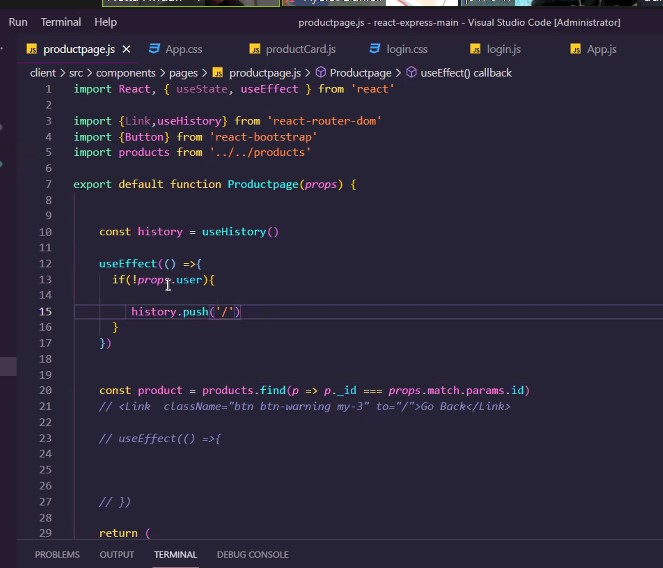 Run Terminal Help productpage.js - react-express-main - Visual Studio Code [Administrator]
productpage.js App.css productCard.js login.css login.js App.js
client > src > components > pages > productpage.js > Productpage > useEffect() callback
1 import React, { useState, useEffect } from 'react'
2
3 import {Link,useHistory} from 'react-router-dom'
4 import {Button} from 'react-bootstrap'
5 import products from '../../products'
6
7 export default function Productpage(props) {
8
9
10 const history = useHistory()
11
12 useEffect(() =>{
13 if(!props.user){
14
15 history.push('/')
16 }
17 })
18
19
20 const product = products.find(p => p._id === props.match.params.id)
21 // <Link className="btn btn-warning my-3" to="/">Go Back</Link>
22
23 // useEffect(() =>{
24
25
26
27 // })
28
29 return (
PROBLEMS OUTPUT TERMINAL DEBUG CONSOLE